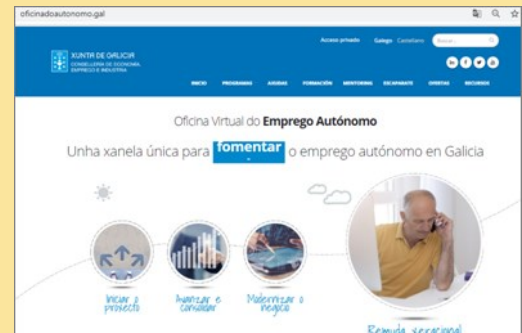 oficinadoautonomo.gal
Acceso privado Galego Castellano Buscar...
XUNTA DE GALICIA
CONSELLERÍA DE ECONOMÍA,
EMPREGO E INDUSTRIA
INICIO PROGRAMAS AXUDAS FORMACIÓN MENTORING ESCAPARATE OFERTAS RECURSOS
Oficina Virtual do Emprego Autónomo
Unha xanela única para fomentar o emprego autónomo en Galicia
Iniciar o
proxecto
Avanzar e
consolidar
Modernizar o
negocio
Remuda xeracional